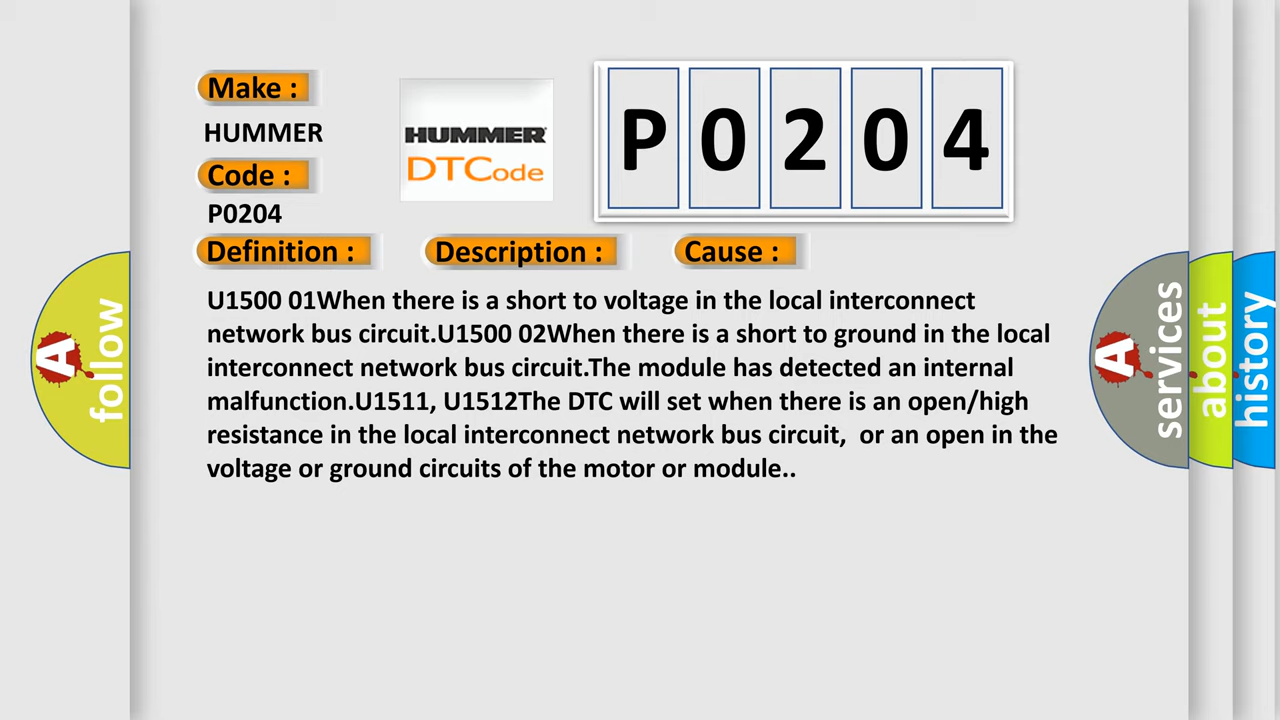 Make :
HUMMER
Code :
P0204
HUMMER
DTCode
P0204
Definition :
Description :
Cause :
U1500 01When there is a short to voltage in the local interconnect
network bus circuit.U1500 02When there is a short to ground in the local
interconnect network bus circuit.The module has detected an internal
malfunction.U1511, U1512The DTC will set when there is an open/high
resistance in the local interconnect network bus circuit,  or an open in the
voltage or ground circuits of the motor or module..
A follow
A services
about
history